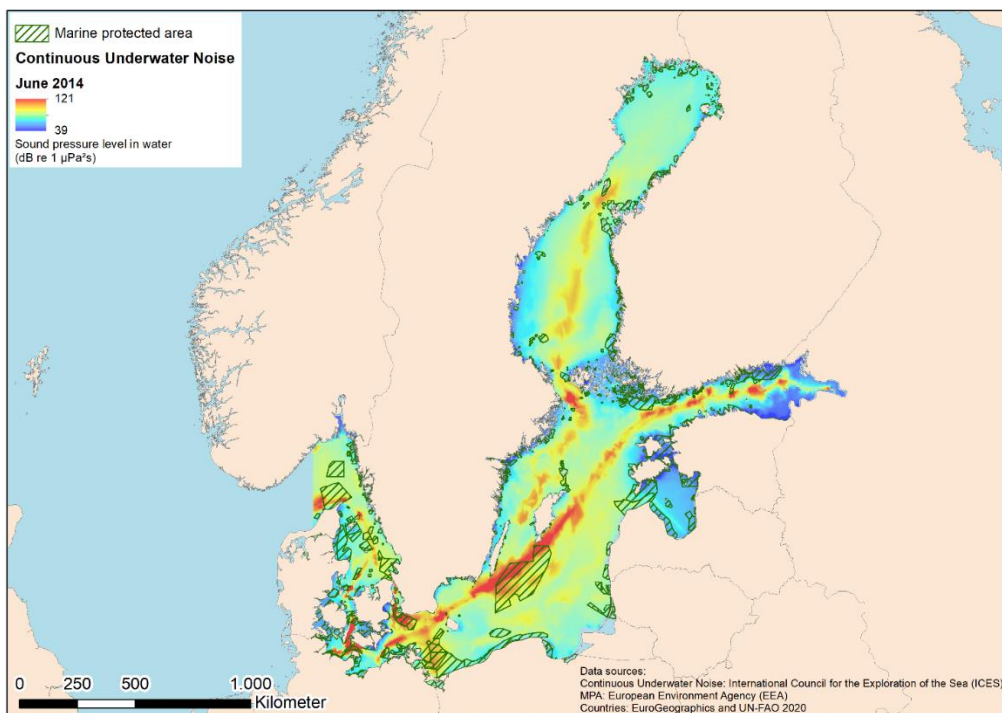 Marine protected area
Continuous Underwater Noise
June 2014
121
39
Sound pressure level in water
(dB re 1 µPa²s)
0 250 500 1.000
Kilometer
Data sources:
Continuous Underwater Noise: International Council for the Exploration of the Sea (ICES)
MPA: European Environment Agency (EEA)
Countries: EuroGeographics and UN-FAO 2020